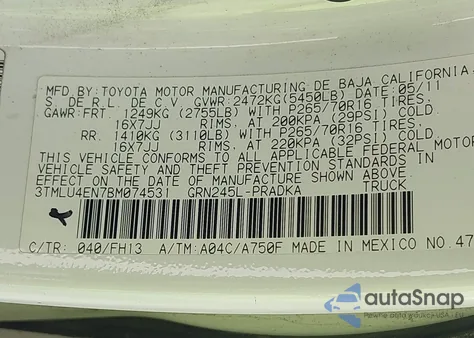 MFD. BY: TOYOTA MOTOR MANUFACTURING DE BAJA CALIFORNIA,
S. DE R.L. DE C.V. GVWR: 2472KG(5450LB) 05/11
GAWR: FRT. 1249KG (2755LB) WITH P265/70R16 TIRES,
16X7JJ RIMS, AT 200KPA (29PSI) COLD.
RR. 1410KG (3110LB) WITH P265/70R16 TIRES,
16X7JJ RIMS, AT 220KPA (32PSI) COLD.
THIS VEHICLE CONFORMS TO ALL APPLICABLE FEDERAL MOTOR
VEHICLE SAFETY AND THEFT PREVENTION STANDARDS IN
EFFECT ON THE DATE OF MANUFACTURE SHOWN ABOVE.
3TMLU4EN7BM074531 GRN245L-PRADKA TRUCK
C/TR: 040/FH13 A/TM: A04C/A750F MADE IN MEXICO NO.47
autoSnap